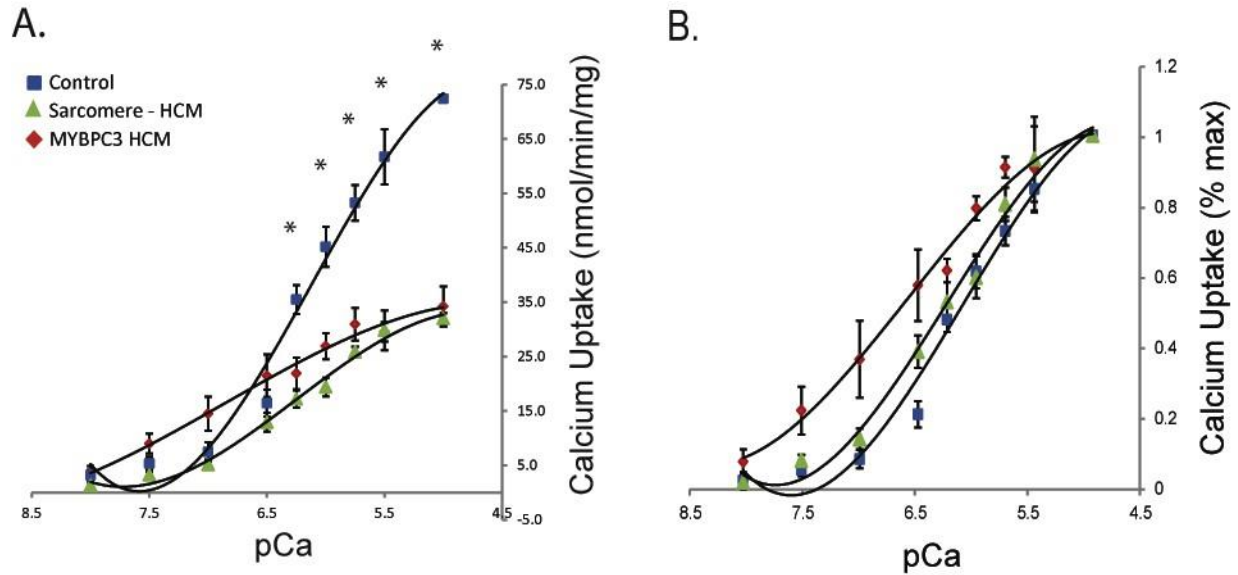 A.
Control
Sarcomere - HCM
MYBPC3 HCM
*
*
*
*
*
75.0
65.0
55.0
45.0
35.0
25.0
15.0
5.0
-5.0
Calcium Uptake (nmol/min/mg)
8.5 7.5 6.5 5.5 4.5
pCa
B.
1.2
1
0.8
0.6
0.4
0.2
0
Calcium Uptake (% max)
8.5 7.5 6.5 5.5 4.5
pCa